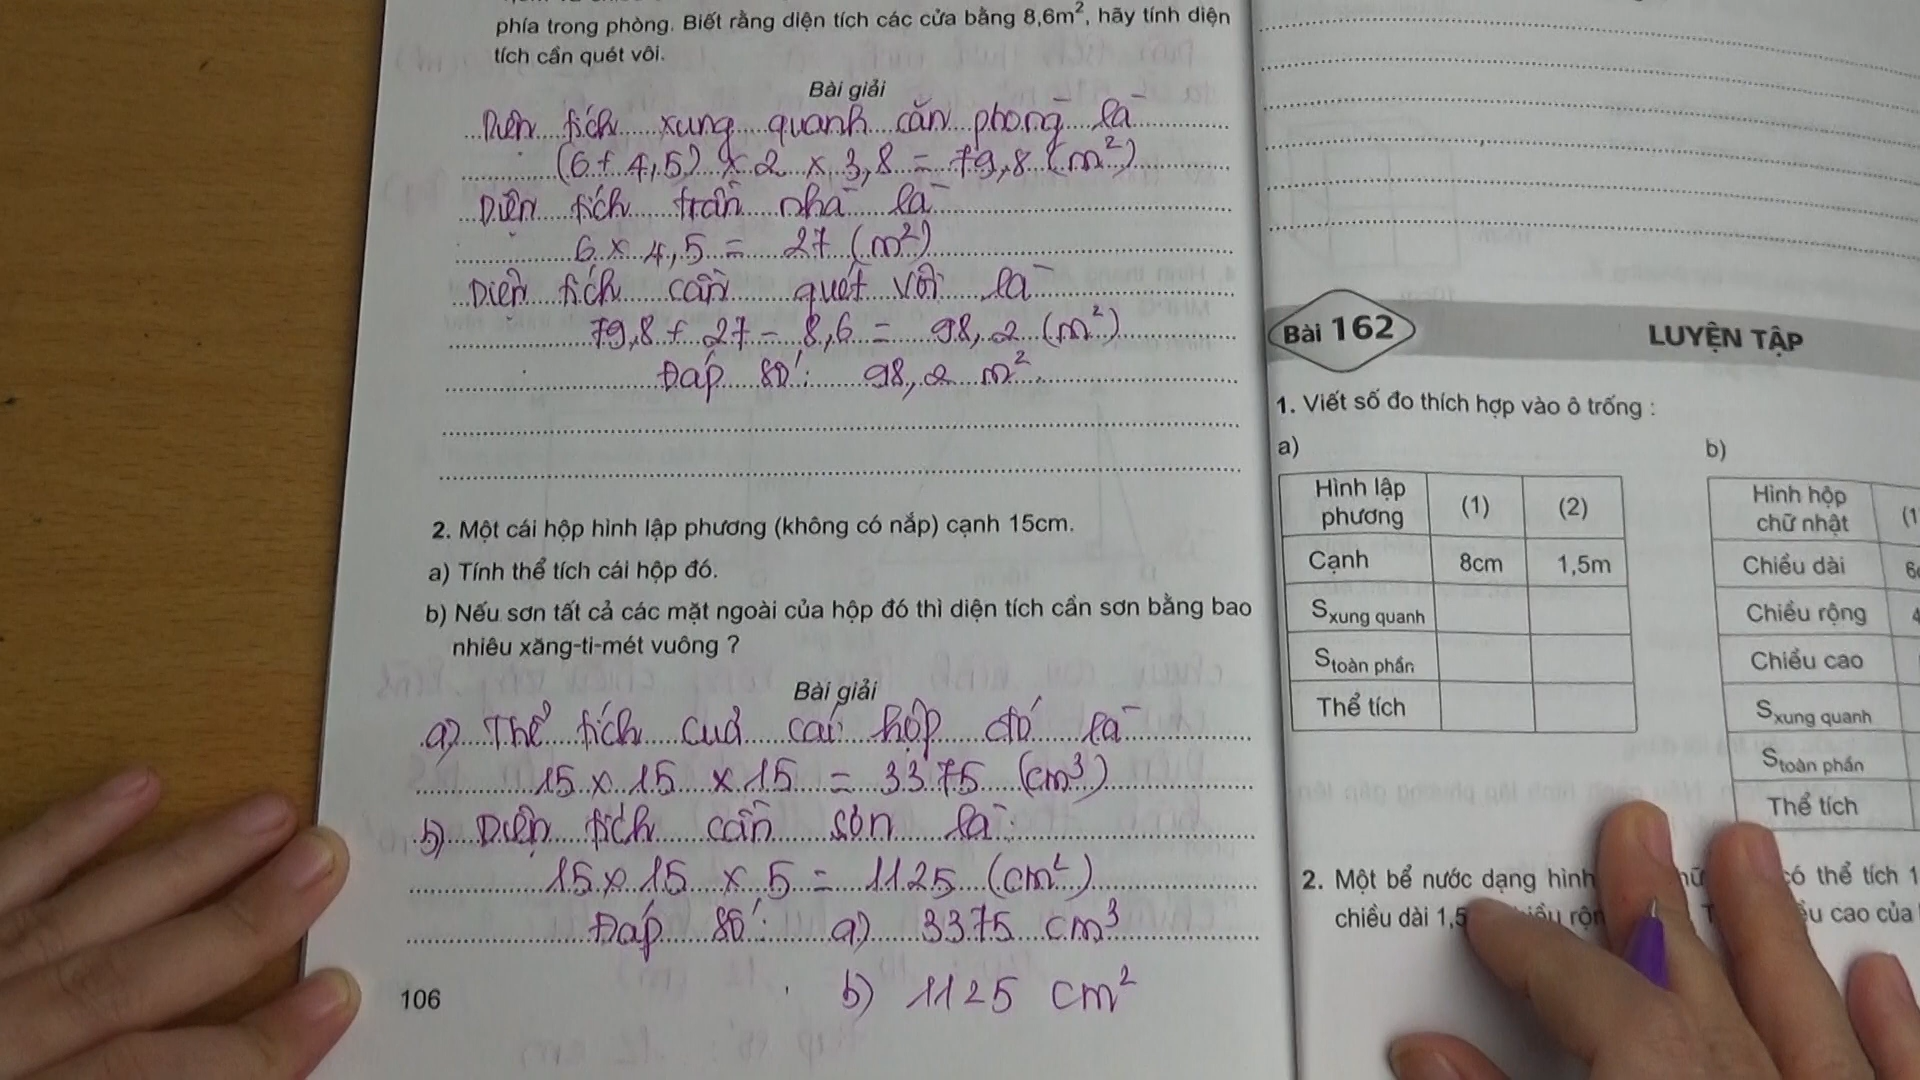 phía trong phòng. Biết rằng diện tích các cửa bằng 8,6m², hãy tính diện
tích cần quét vôi.
Bài giải
Diện tích xung quanh căn phòng là
(6 + 4,5) x 2 x 3,8 = 79,8 (m²)
Diện tích trần nhà là
6 x 4,5 = 27 (m²)
Diện tích cần quét vôi là
79,8 + 27 - 8,6 = 98,2 (m²)
Đáp số: 98,2 m²
2. Một cái hộp hình lập phương (không có nắp) cạnh 15cm.
a) Tính thể tích cái hộp đó.
b) Nếu sơn tất cả các mặt ngoài của hộp đó thì diện tích cần sơn bằng bao
nhiêu xăng-ti-mét vuông ?
Bài giải
a) Thể tích của cái hộp đó là
15 x 15 x 15 = 3375 (cm³)
b) Diện tích cần sơn là:
15 x 15 x 5 = 1125 (cm²)
Đáp số: a) 3375 cm³
b) 1125 cm²
106
Bài 162
LUYỆN TẬP
1. Viết số đo thích hợp vào ô trống :
a)
Hình lập phương (1) (2)
Cạnh 8cm 1,5m
Sxung quanh
Stoàn phần
Thể tích
b)
Hình hộp
chữ nhật (1
Chiều dài 6
Chiều rộng
Chiều cao
Sxung quanh
Stoàn phần
Thể tích
2. Một bể nước dạng hình có thể tích 1
chiều dài 1,5 cao của